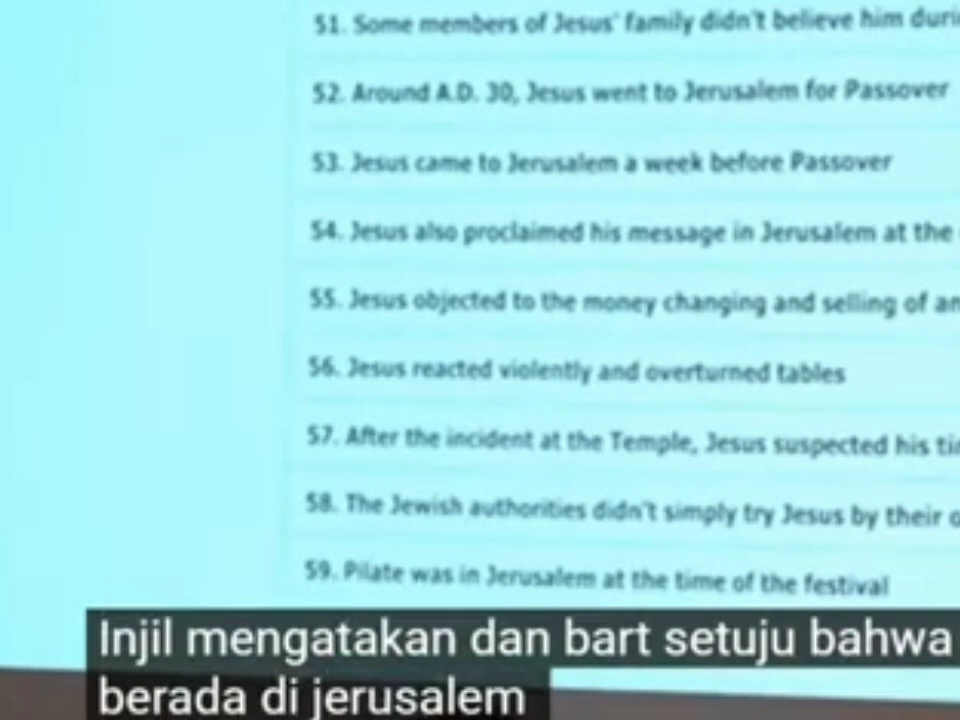 51. Some members of Jesus' family didn't believe him
52. Around A.D. 30, Jesus went to Jerusalem for Passover
53. Jesus came to Jerusalem a week before Passover
54. Jesus also proclaimed his message in Jerusalem at the
55. Jesus objected to the money changing and selling of
56. Jesus reacted violently and overturned tables
57. After the incident at the Temple, Jesus suspected his
58. The Jewish authorities didn't simply try Jesus by their
59. Pilate was in Jerusalem at the time of the festival
Injil mengatakan dan bart setuju bahwa
berada di jerusalem